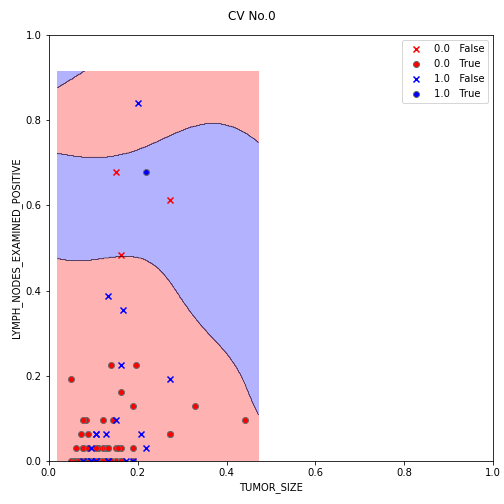 CV No.0
1.0
0.8
0.6
0.4
0.2
0.0
LYMPH_NODES_EXAMINED_POSITIVE
0.0 False
0.0 True
1.0 False
1.0 True
0.0 0.2 0.4 0.6 0.8 1.0
TUMOR_SIZE